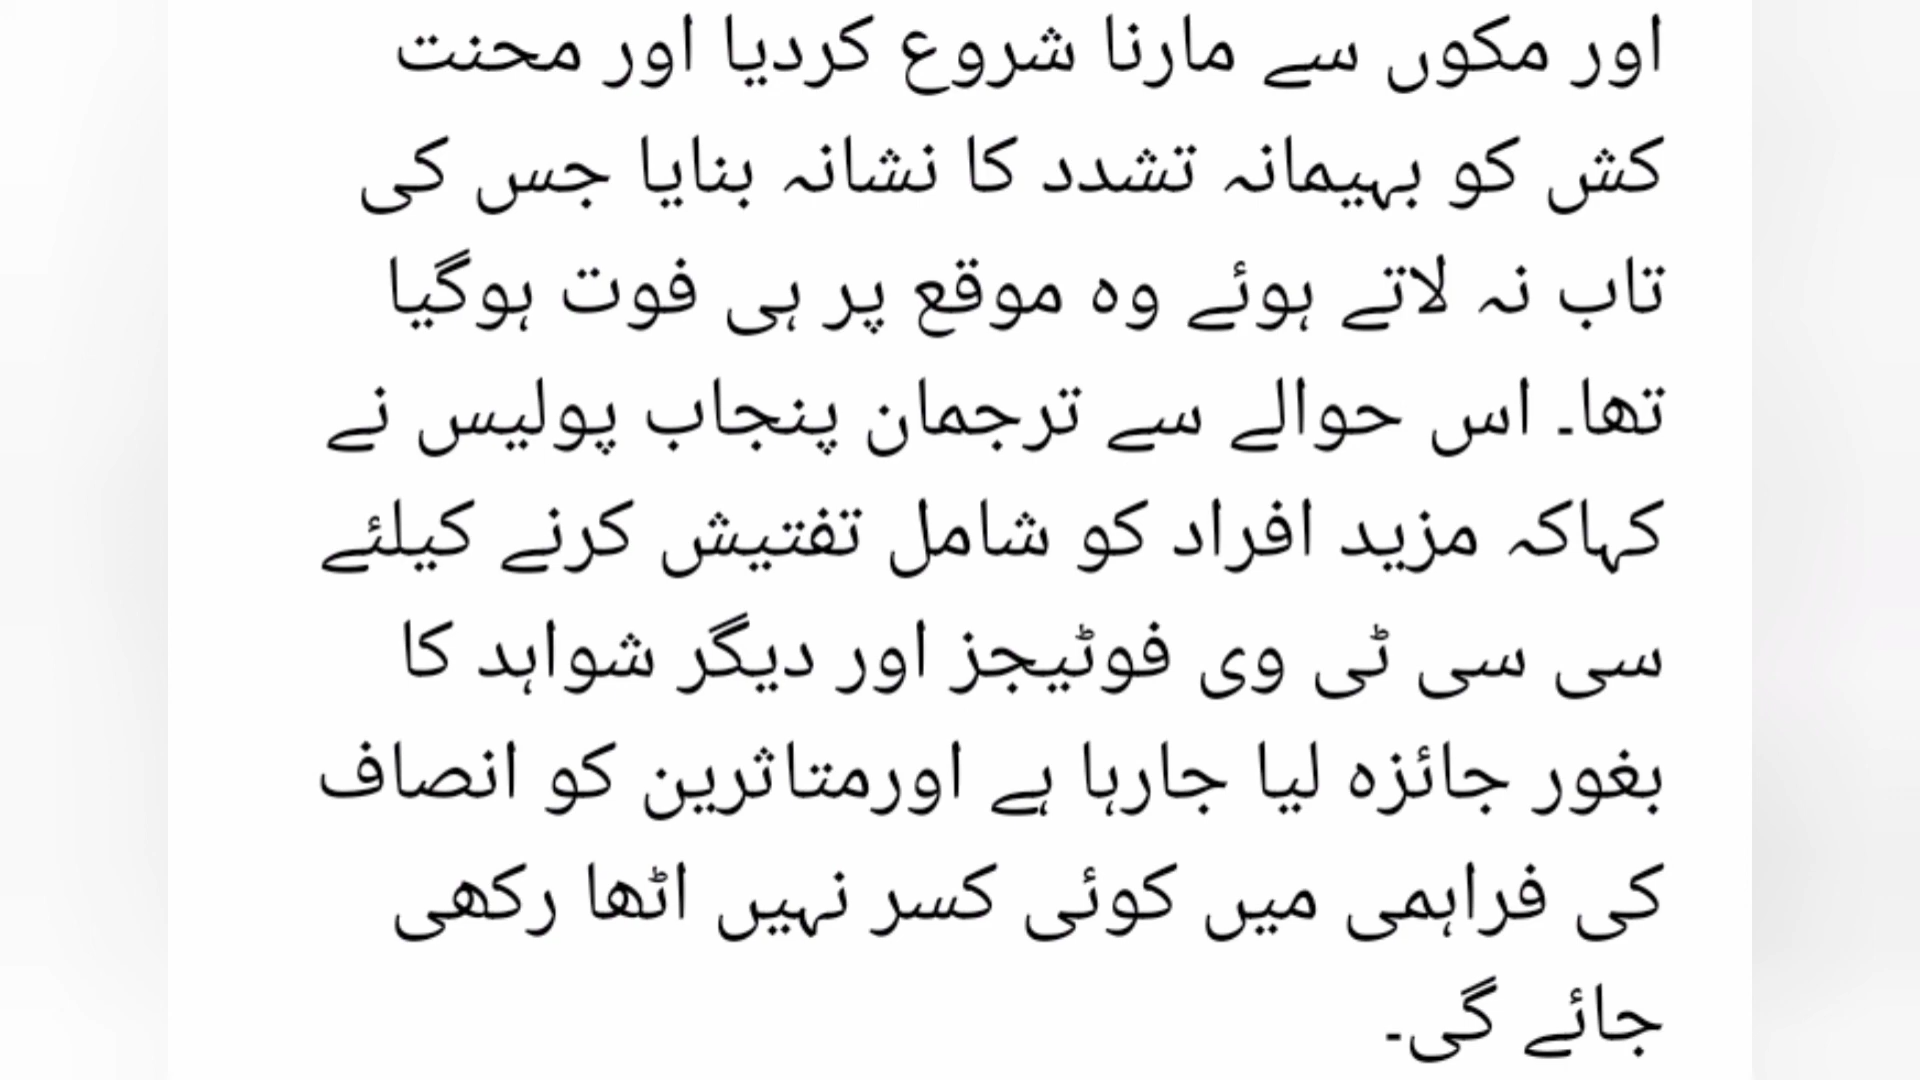 اور مکوں سے مارنا شروع کردیا اور محنت
کش کو بہیمانہ تشدد کا نشانہ بنایا جس کی
تاب نہ لاتے ہوئے وہ موقع پر ہی فوت ہوگیا
تھا۔ اس حوالے سے ترجمان پنجاب پولیس نے
کہاکہ مزید افراد کو شامل تفتیش کرنے کیلئے
سی سی ٹی وی فوٹیجز اور دیگر شواہد کا
بغور جائزہ لیا جارہا ہے اورمتاثرین کو انصاف
کی فراہمی میں کوئی کسر نہیں اٹھا رکھی
جائے گی۔